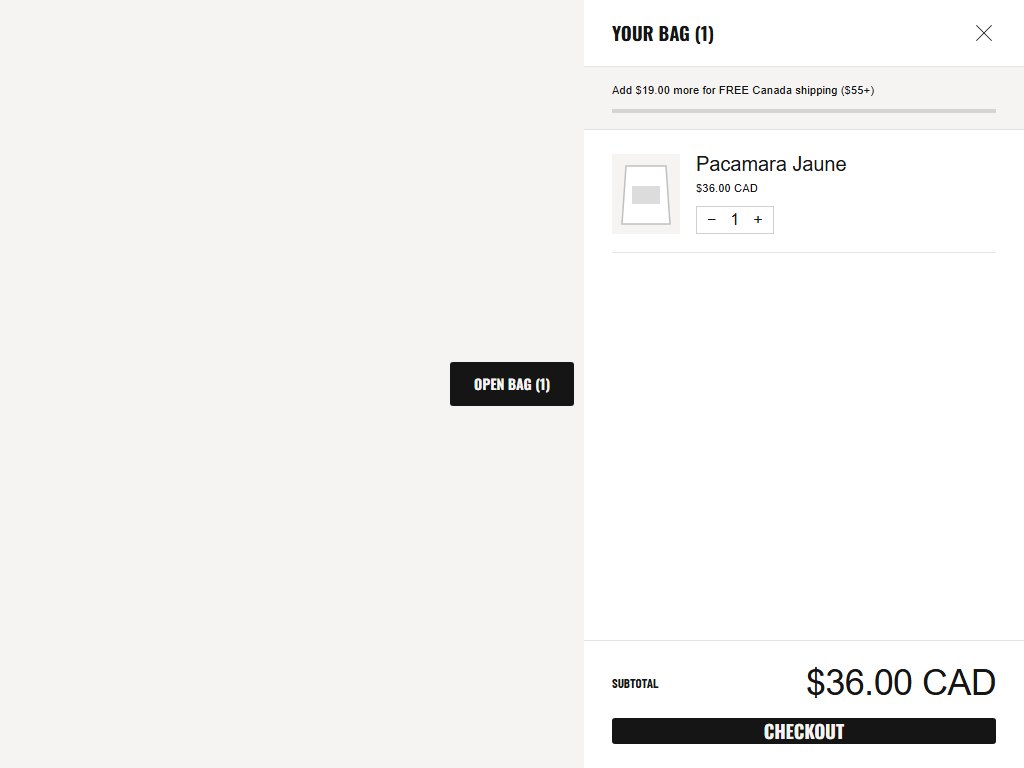 YOUR BAG (1)
Add $19.00 more for FREE Canada shipping ($55+)
Pacamara Jaune
$36.00 CAD
− 1 +
OPEN BAG (1)
SUBTOTAL
$36.00 CAD
CHECKOUT